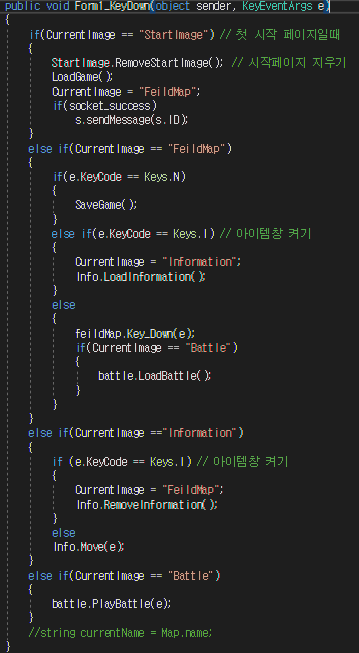 public void Form1_KeyDown(object sender, KeyEventArgs e)
{
    if(CurrentImage == "StartImage") // 첫 시작 페이지일때
    {
        StartImage.RemoveStartImage(); // 시작페이지 지우기
        LoadGame();
        CurrentImage = "FeildMap";
        if(socket_success)
            s.sendMessage(s.ID);
    }
    else if(CurrentImage == "FeildMap")
    {
        if(e.KeyCode == Keys.N)
        {
            SaveGame();
        }
        else if(e.KeyCode == Keys.I) // 아이템창 켜기
        {
            CurrentImage = "Information";
            Info.LoadInformation();
        }
        else
        {
            feildMap.Key_Down(e);
            if(CurrentImage == "Battle")
            {
                battle.LoadBattle();
            }
        }
    }
    else if(CurrentImage =="Information")
    {
        if (e.KeyCode == Keys.I) // 아이템창 켜기
        {
            CurrentImage = "FeildMap";
            Info.RemoveInformation();
        }
        else
        Info.Move(e);
    }
    else if(CurrentImage == "Battle")
    {
        battle.PlayBattle(e);
    }
    //string currentName = Map.name;
}